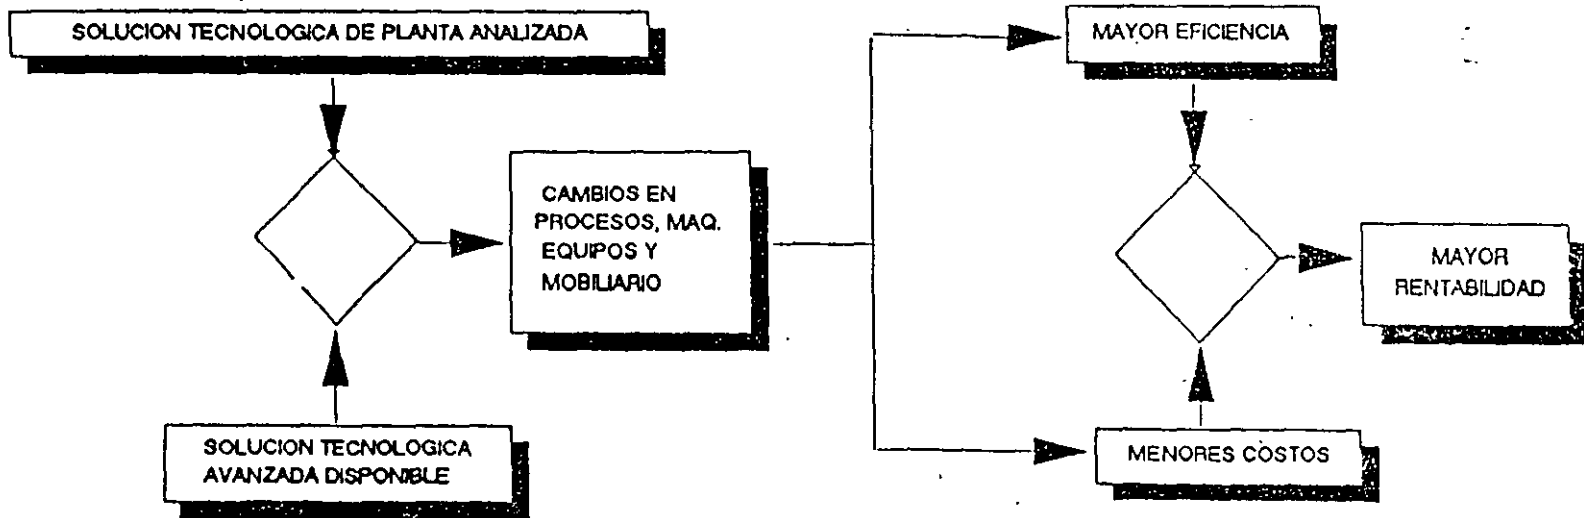 SOLUCION TECNOLOGICA DE PLANTA ANALIZADA
MAYOR EFICIENCIA
CAMBIOS EN
PROCESOS, MAQ.
EQUIPOS Y
MOBILIARIO
MAYOR
RENTABILIDAD
SOLUCION TECNOLOGICA
AVANZADA DISPONIBLE
MENORES COSTOS